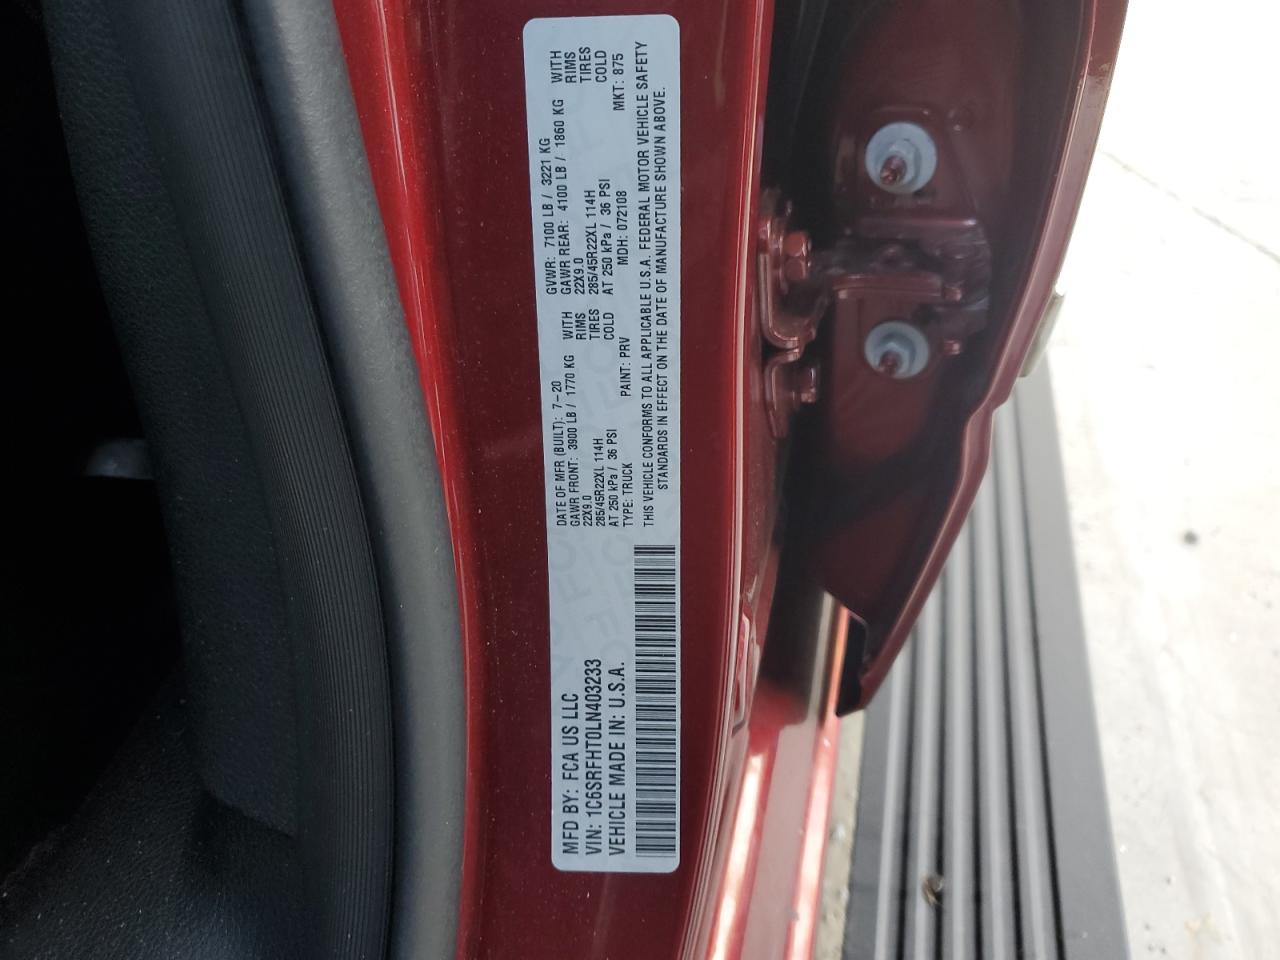 MFD BY: FCA US LLC
VIN: 1C6SRFHT0LN403233
VEHICLE MADE IN: U.S.A.
DATE OF MFR (BUILT): 7-20 GVWR: 7100 LB / 3221 KG
GAWR FRONT: 3900 LB / 1770 KG WITH GAWR REAR: 4100 LB / 1860 KG WITH
22X9.0 RIMS 22X9.0 RIMS
285/45R22XL 114H TIRES 285/45R22XL 114H TIRES
AT 250 kPa / 36 PSI COLD AT 250 kPa / 36 PSI COLD
TYPE: TRUCK PAINT: PRV MDH: 072108 MKT: 875
THIS VEHICLE CONFORMS TO ALL APPLICABLE U.S.A. FEDERAL MOTOR VEHICLE SAFETY
STANDARDS IN EFFECT ON THE DATE OF MANUFACTURE SHOWN ABOVE.